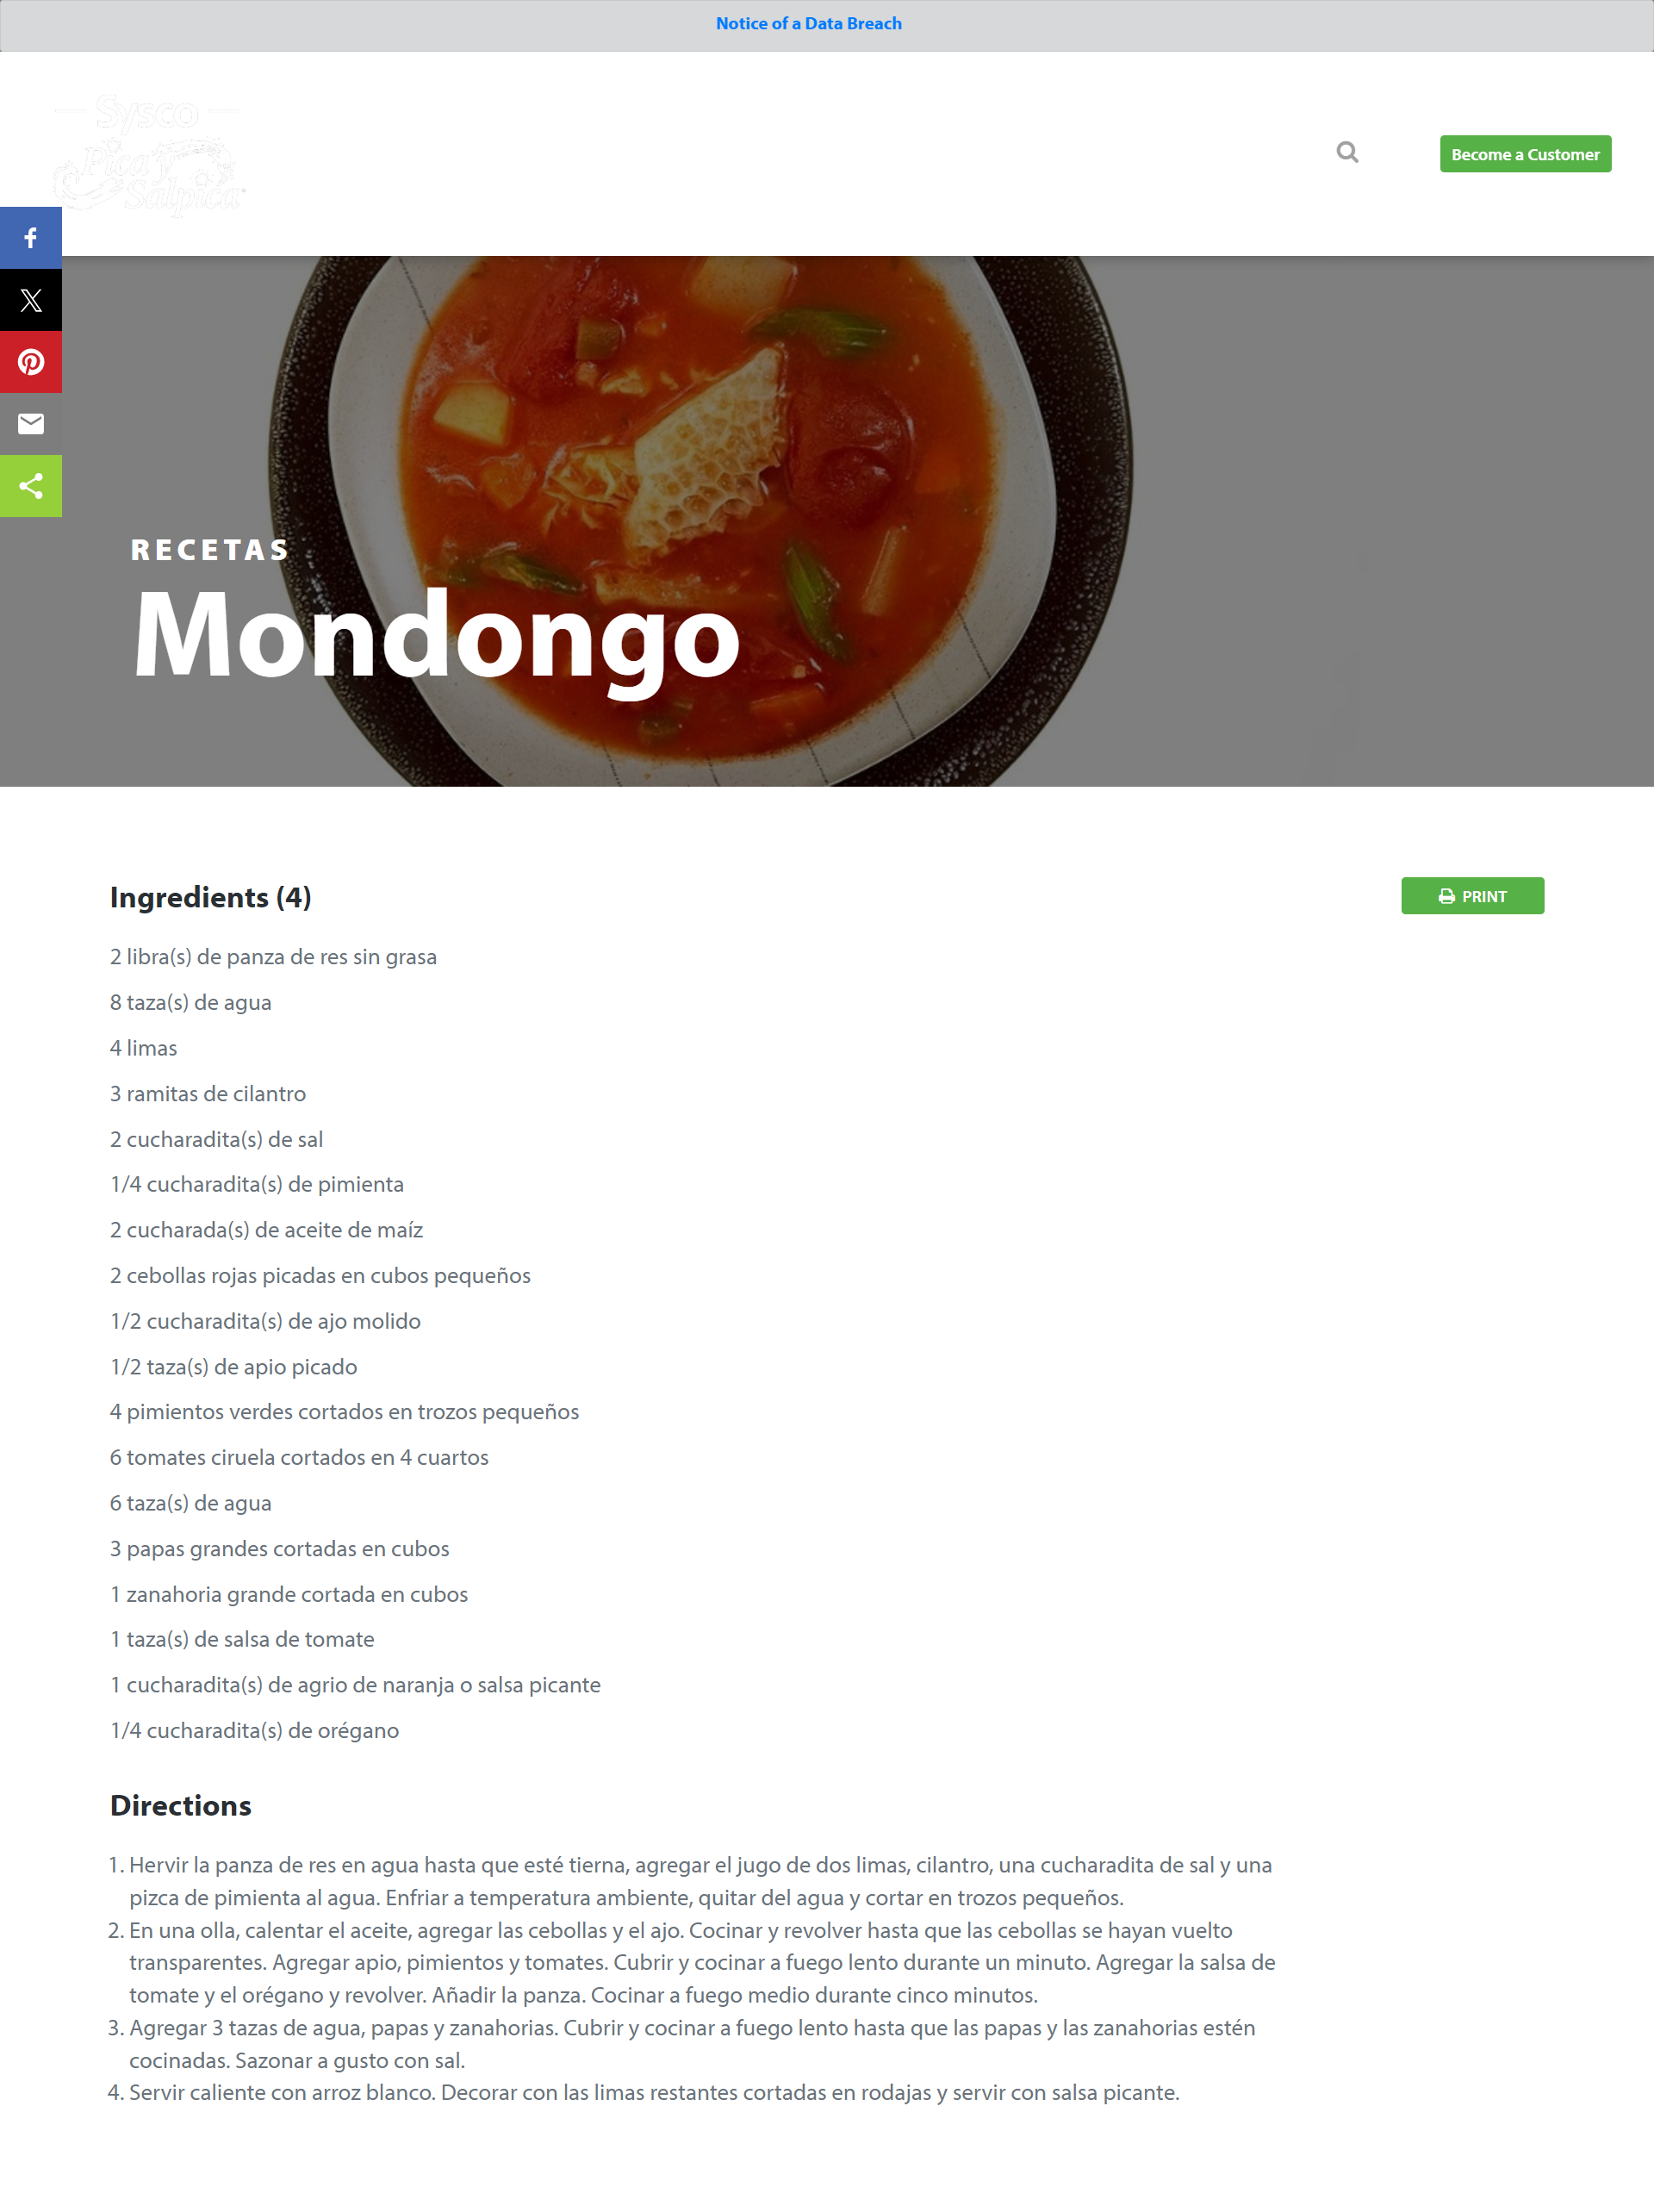 Notice of a Data Breach
Sysco
Pica y
Salpica
Become a Customer
RECETAS
Mondongo
Ingredients (4)
PRINT
2 libra(s) de panza de res sin grasa
8 taza(s) de agua
4 limas
3 ramitas de cilantro
2 cucharadita(s) de sal
1/4 cucharadita(s) de pimienta
2 cucharada(s) de aceite de maíz
2 cebollas rojas picadas en cubos pequeños
1/2 cucharadita(s) de ajo molido
1/2 taza(s) de apio picado
4 pimientos verdes cortados en trozos pequeños
6 tomates ciruela cortados en 4 cuartos
6 taza(s) de agua
3 papas grandes cortadas en cubos
1 zanahoria grande cortada en cubos
1 taza(s) de salsa de tomate
1 cucharadita(s) de agrio de naranja o salsa picante
1/4 cucharadita(s) de orégano
Directions
1. Hervir la panza de res en agua hasta que esté tierna, agregar el jugo de dos limas, cilantro, una cucharadita de sal y una
pizca de pimienta al agua. Enfriar a temperatura ambiente, quitar del agua y cortar en trozos pequeños.
2. En una olla, calentar el aceite, agregar las cebollas y el ajo. Cocinar y revolver hasta que las cebollas se hayan vuelto
transparentes. Agregar apio, pimientos y tomates. Cubrir y cocinar a fuego lento durante un minuto. Agregar la salsa de
tomate y el orégano y revolver. Añadir la panza. Cocinar a fuego medio durante cinco minutos.
3. Agregar 3 tazas de agua, papas y zanahorias. Cubrir y cocinar a fuego lento hasta que las papas y las zanahorias estén
cocinadas. Sazonar a gusto con sal.
4. Servir caliente con arroz blanco. Decorar con las limas restantes cortadas en rodajas y servir con salsa picante.